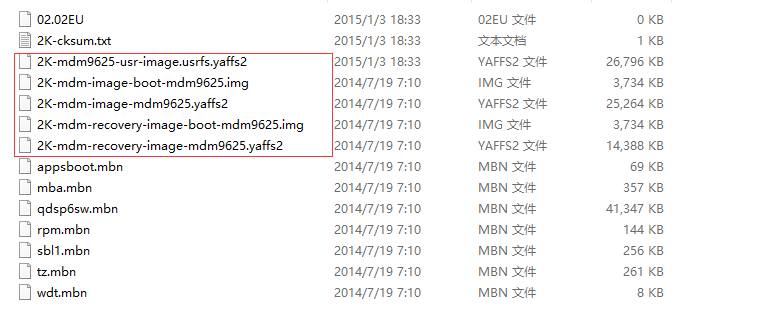 02.02EU 2015/1/3 18:33 02EU 文件 0 KB
2K-cksum.txt 2015/1/3 18:33 文本文档 1 KB
2K-mdm9625-usr-image.usrfs.yaffs2 2015/1/3 18:33 YAFFS2 文件 26,796 KB
2K-mdm-image-boot-mdm9625.img 2014/7/19 7:10 IMG 文件 3,734 KB
2K-mdm-image-mdm9625.yaffs2 2014/7/19 7:10 YAFFS2 文件 25,264 KB
2K-mdm-recovery-image-boot-mdm9625.img 2014/7/19 7:10 IMG 文件 3,734 KB
2K-mdm-recovery-image-mdm9625.yaffs2 2014/7/19 7:10 YAFFS2 文件 14,388 KB
appsboot.mbn 2014/7/19 7:10 MBN 文件 69 KB
mba.mbn 2014/7/19 7:10 MBN 文件 357 KB
qdsp6sw.mbn 2014/7/19 7:10 MBN 文件 41,347 KB
rpm.mbn 2014/7/19 7:10 MBN 文件 144 KB
sbl1.mbn 2014/7/19 7:10 MBN 文件 256 KB
tz.mbn 2014/7/19 7:10 MBN 文件 261 KB
wdt.mbn 2014/7/19 7:10 MBN 文件 8 KB